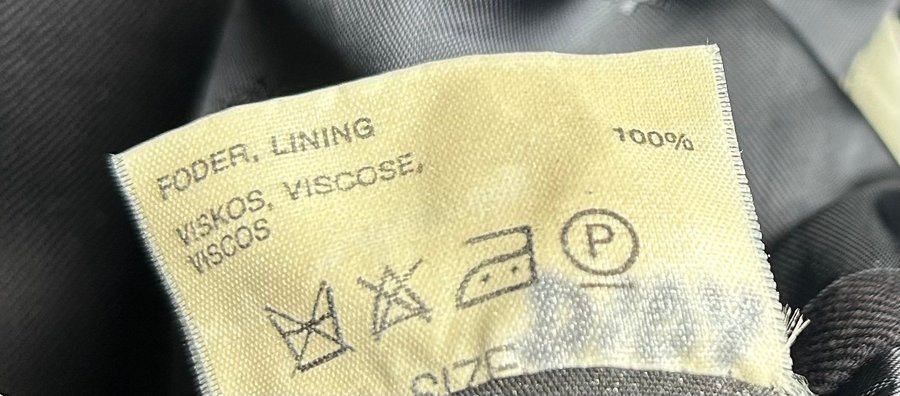 FODER, LINING 100%
VISKOS, VISCOSE,
VISCOS
P
SIZE